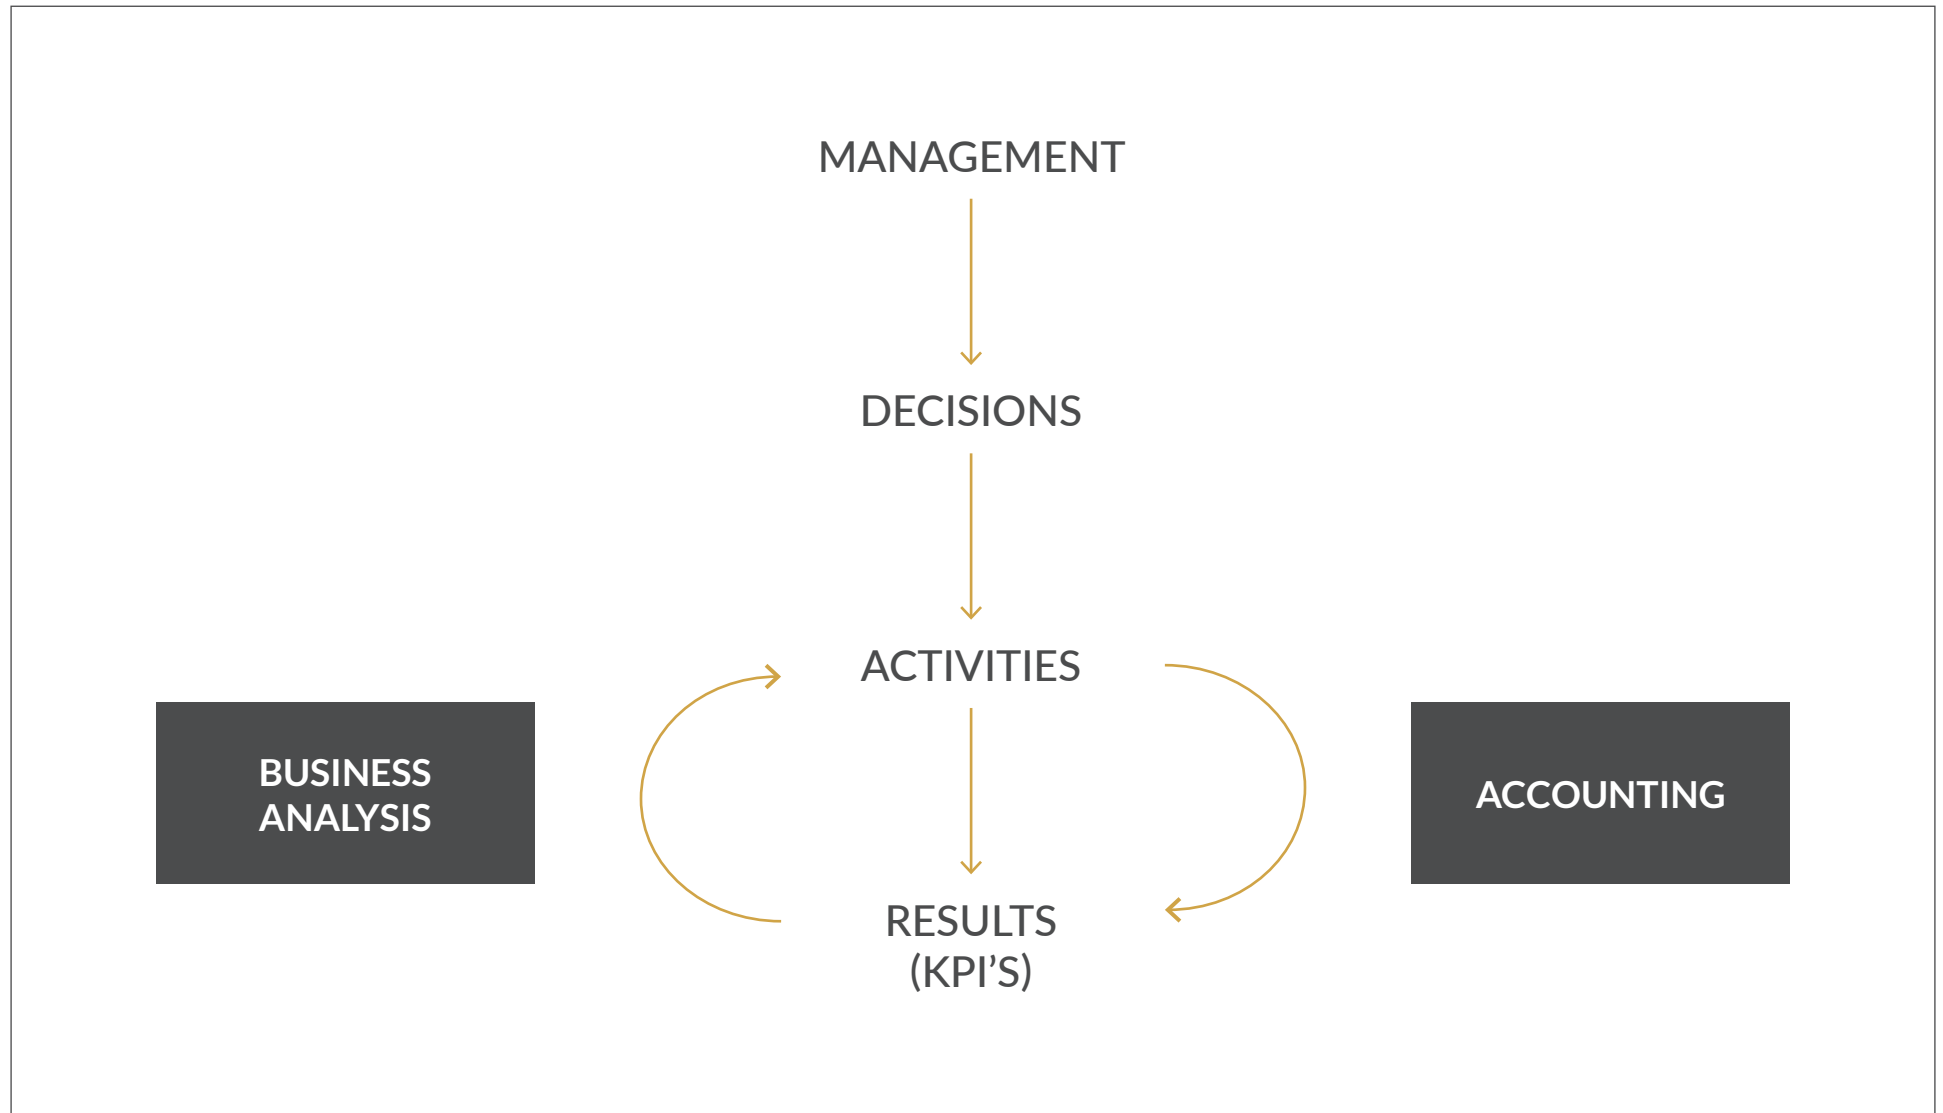 MANAGEMENT
DECISIONS
ACTIVITIES
BUSINESS
ANALYSIS
ACCOUNTING
RESULTS
(KPI’S)